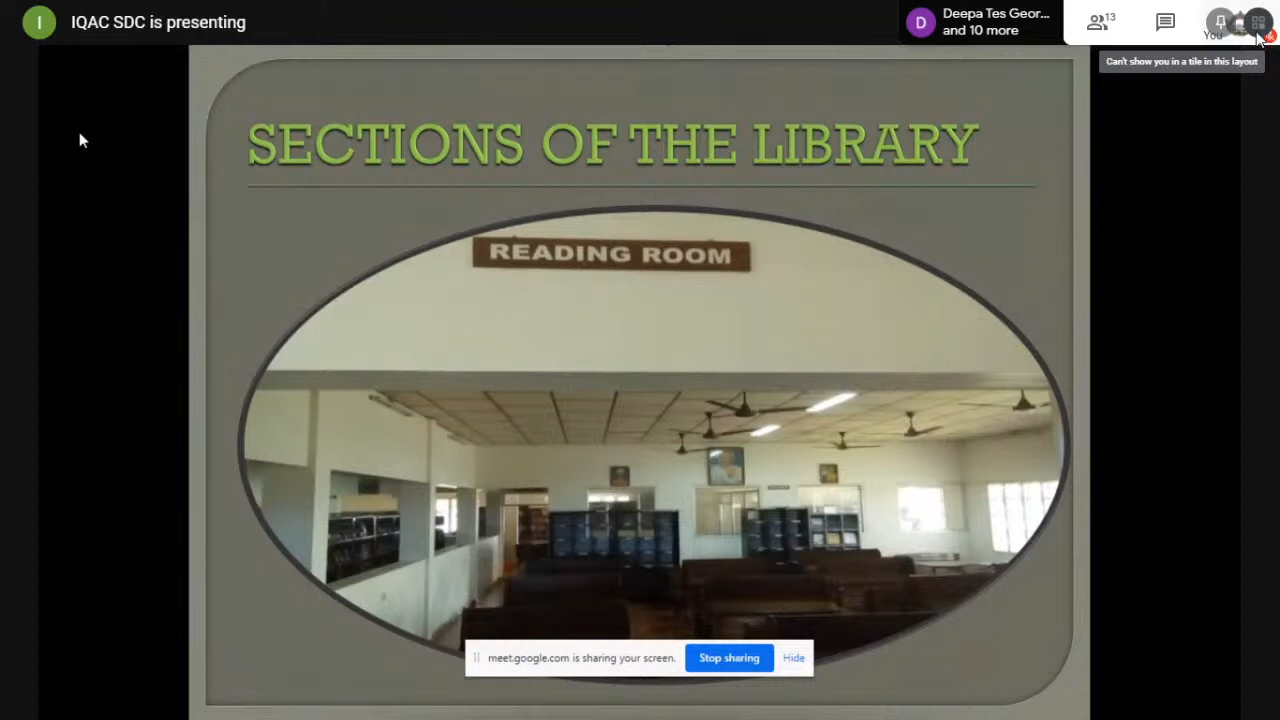 I
IQAC SDC is presenting
D
Deepa Tes Geor...
and 10 more
13
You
Can't show you in a tile in this layout
SECTIONS OF THE LIBRARY
READING ROOM
meet.google.com is sharing your screen.
Stop sharing
Hide